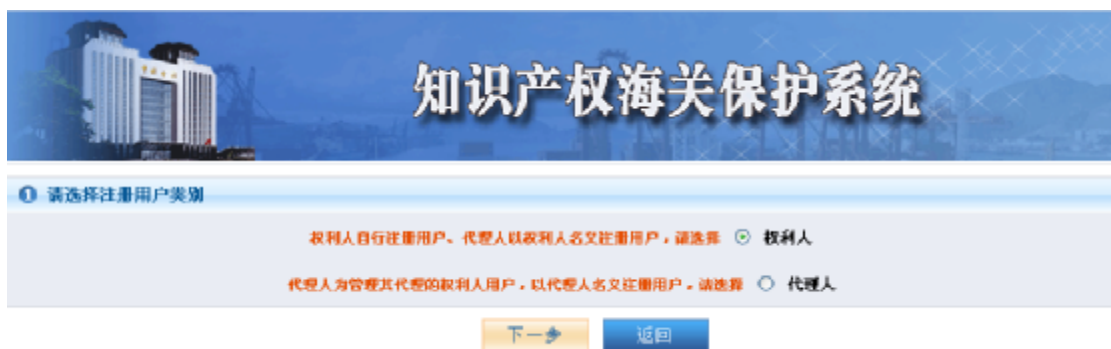 知识产权海关保护系统
1 请选择注册用户类别
权利人自行注册用户、代理人以权利人名义注册用户，请选择 权利人
代理人为管理其代理的权利人用户，以代理人名义注册用户，请选择 代理人
下一步 返回